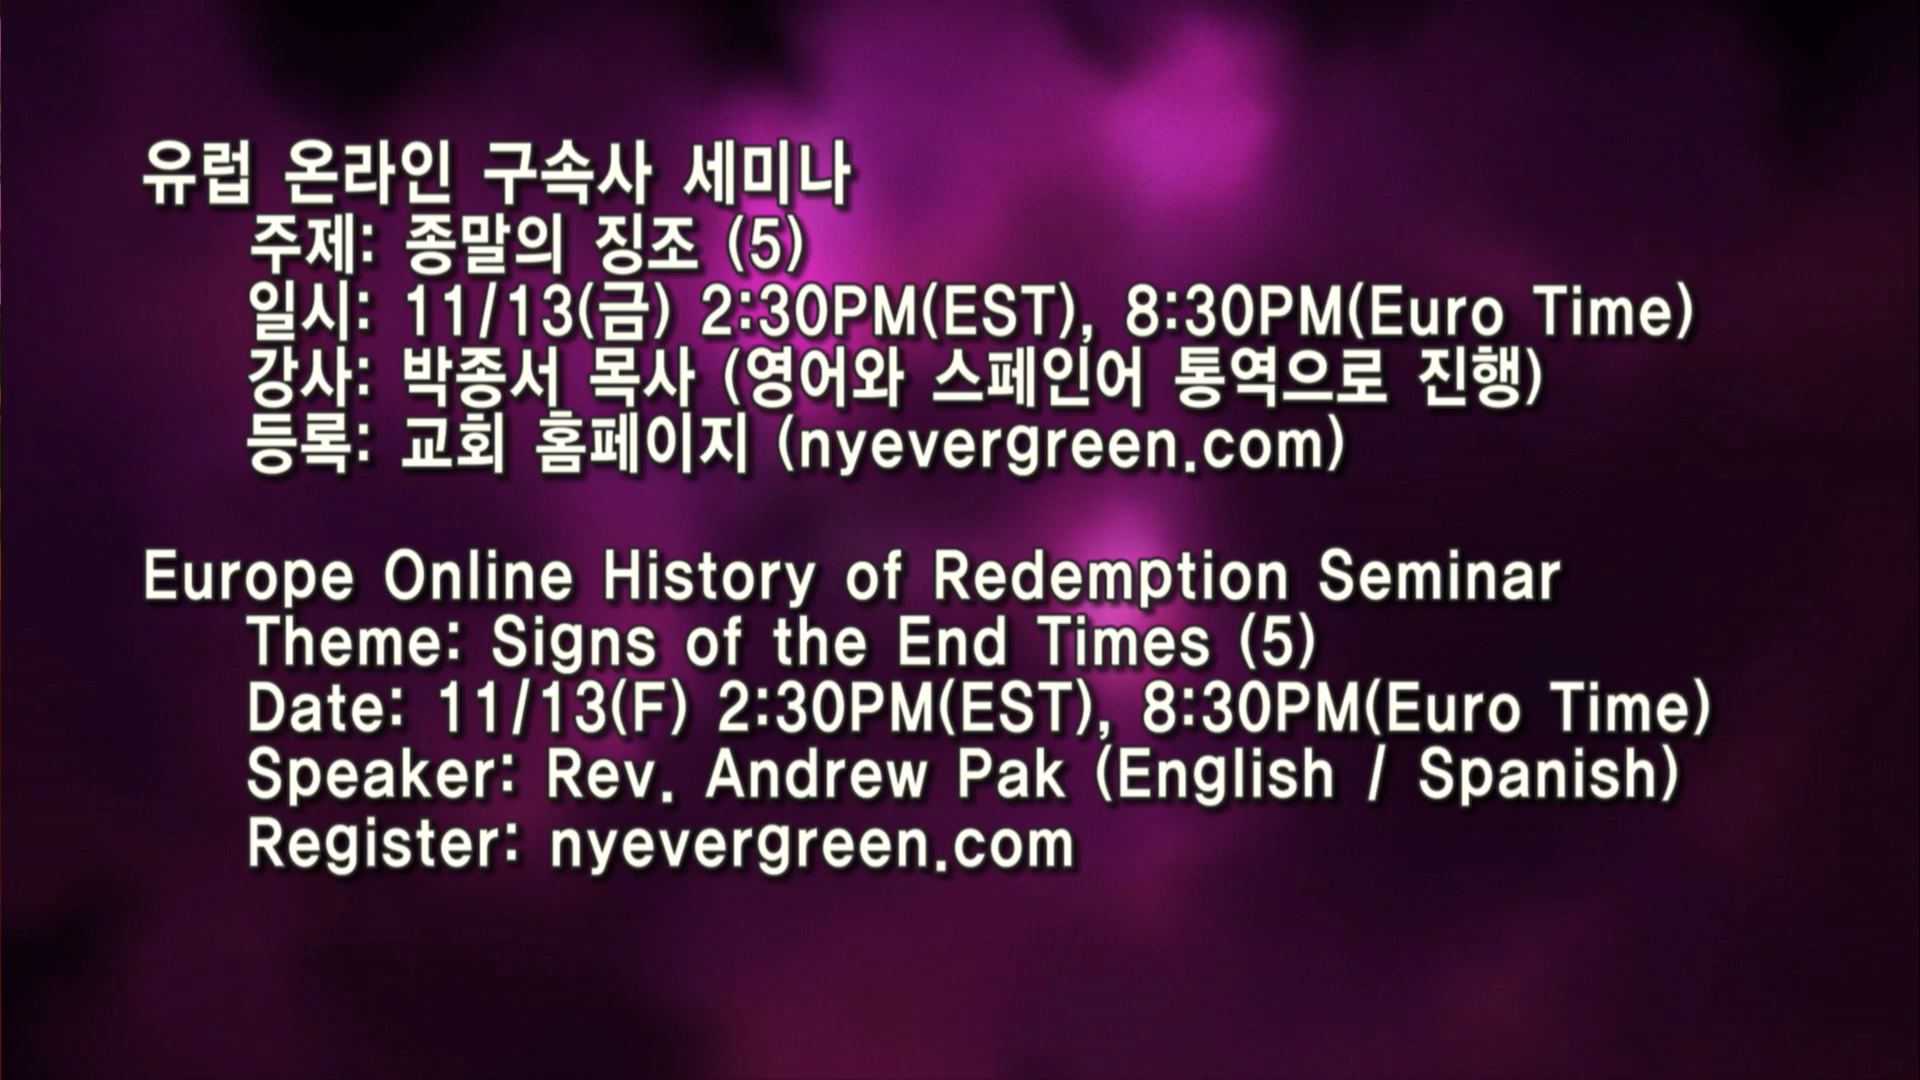 유럽 온라인 구속사 세미나
주제: 종말의 징조 (5)
일시: 11/13(금) 2:30PM(EST), 8:30PM(Euro Time)
강사: 박종서 목사 (영어와 스페인어 통역으로 진행)
등록: 교회 홈페이지 (nyevergreen.com)
Europe Online History of Redemption Seminar
Theme: Signs of the End Times (5)
Date: 11/13(F) 2:30PM(EST), 8:30PM(Euro Time)
Speaker: Rev. Andrew Pak (English / Spanish)
Register: nyevergreen.com